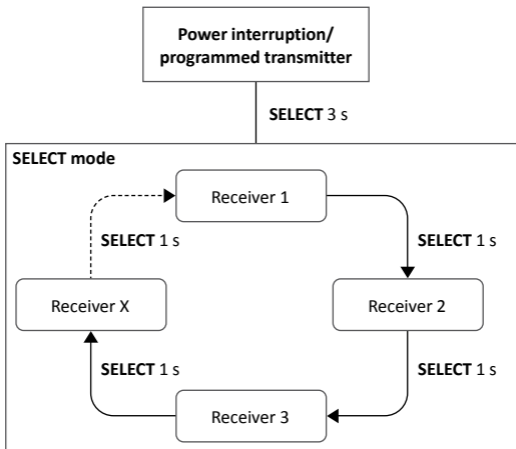 Power interruption/
programmed transmitter
SELECT 3 s
SELECT mode
Receiver 1
SELECT 1 s
SELECT 1 s
Receiver X
Receiver 2
SELECT 1 s
SELECT 1 s
Receiver 3